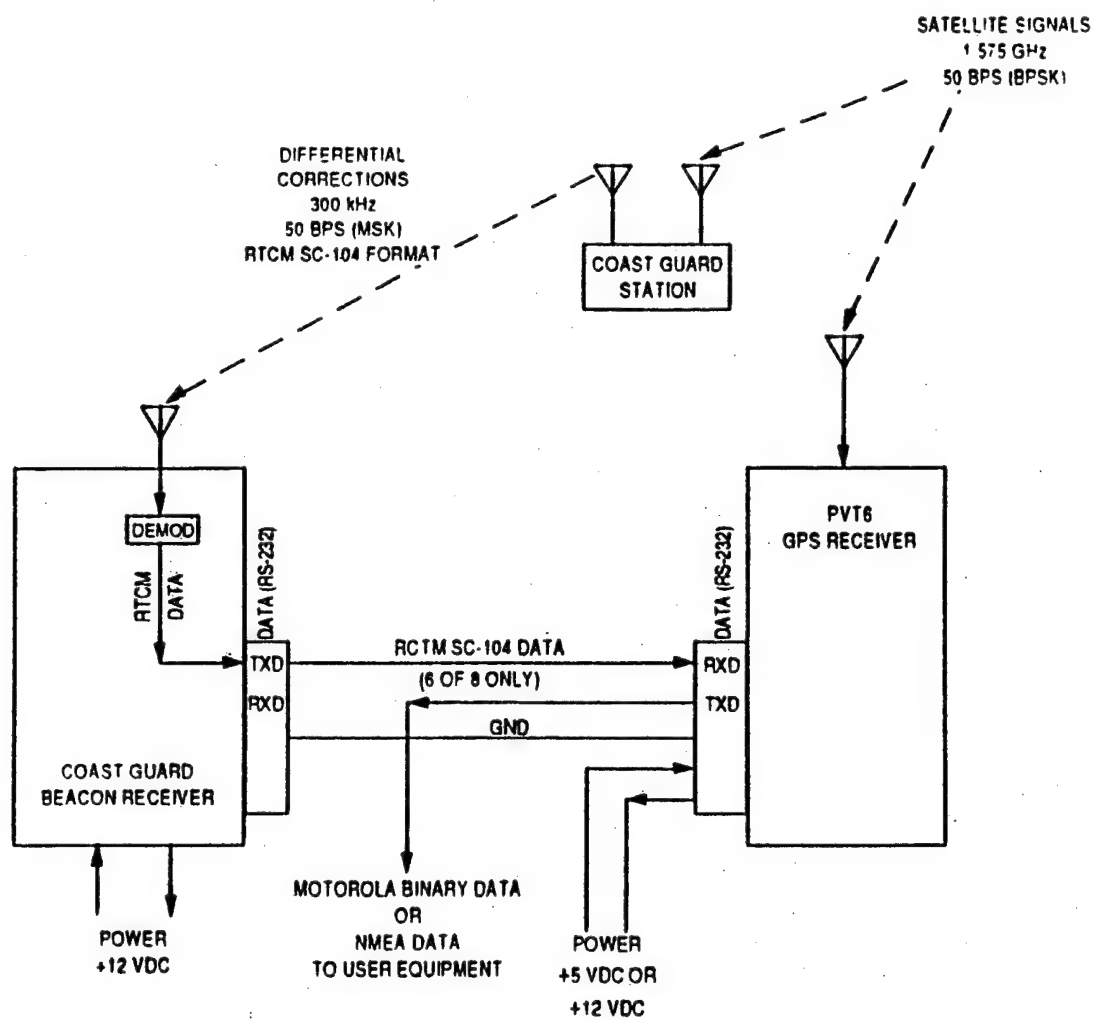 SATELLITE SIGNALS
1 575 GHz
50 BPS (BPSK)
DIFFERENTIAL
CORRECTIONS
300 kHz
50 BPS (MSK)
RTCM SC-104 FORMAT
COAST GUARD
STATION
DEMOD
RTCM
DATA
DATA (RS-232)
TXD
RXD
COAST GUARD
BEACON RECEIVER
RCTM SC-104 DATA
(6 OF 8 ONLY)
GND
PVT6
GPS RECEIVER
DATA (RS-232)
RXD
TXD
POWER
+12 VDC
MOTOROLA BINARY DATA
OR
NMEA DATA
TO USER EQUIPMENT
POWER
+5 VDC OR
+12 VDC